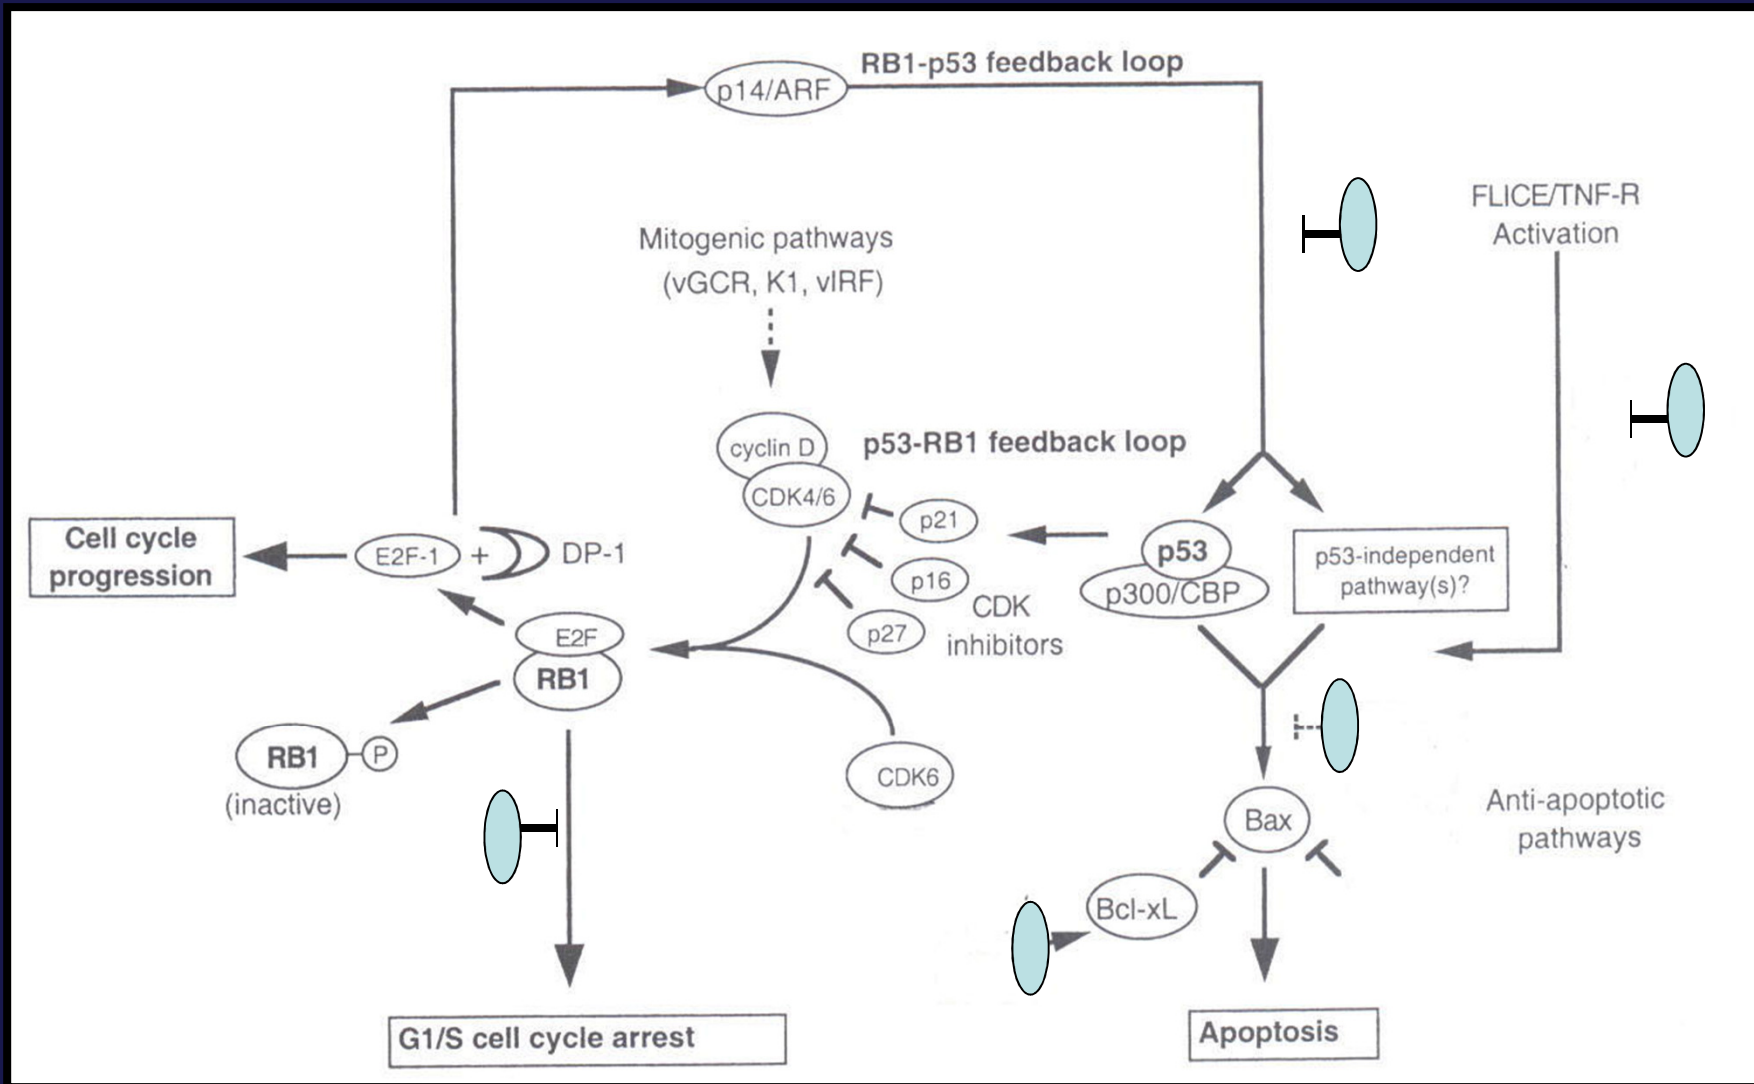 RB1-p53 feedback loop
p14/ARF
FLICE/TNF-R
Activation
Mitogenic pathways
(vGCR, K1, vIRF)
cyclin D
CDK4/6
p53-RB1 feedback loop
p21
p16
p27
CDK
inhibitors
p53
p300/CBP
p53-independent
pathway(s)?
Cell cycle
progression
E2F-1
+
DP-1
E2F
RB1
RB1
P
(inactive)
CDK6
Bax
Anti-apoptotic
pathways
Bcl-xL
G1/S cell cycle arrest
Apoptosis